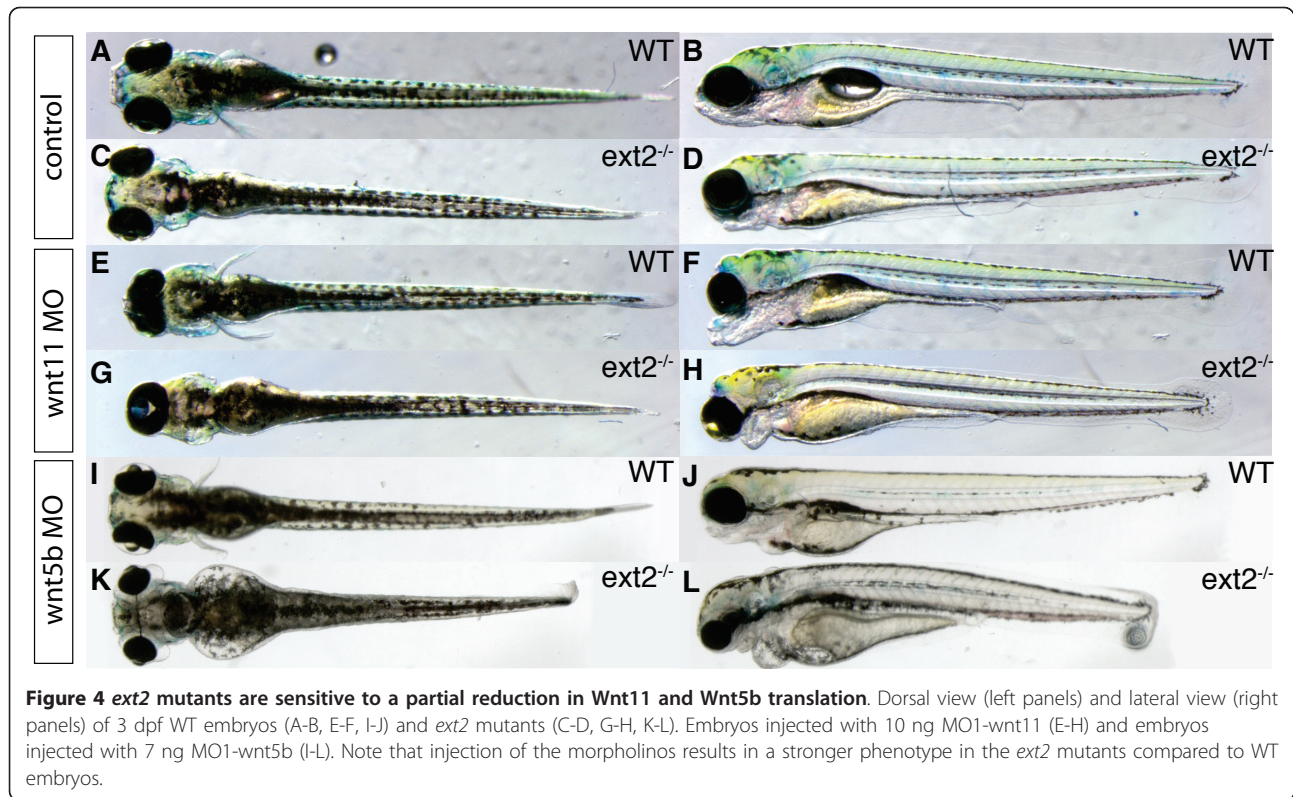 control
A WT
B WT
C ext2-/-
D ext2-/-
wnt11 MO
E WT
F WT
G ext2-/-
H ext2-/-
wnt5b MO
I WT
J WT
K ext2-/-
L ext2-/-
Figure 4 ext2 mutants are sensitive to a partial reduction in Wnt11 and Wnt5b translation. Dorsal view (left panels) and lateral view (right
panels) of 3 dpf WT embryos (A-B, E-F, I-J) and ext2 mutants (C-D, G-H, K-L). Embryos injected with 10 ng MO1-wnt11 (E-H) and embryos
injected with 7 ng MO1-wnt5b (I-L). Note that injection of the morpholinos results in a stronger phenotype in the ext2 mutants compared to WT
embryos.